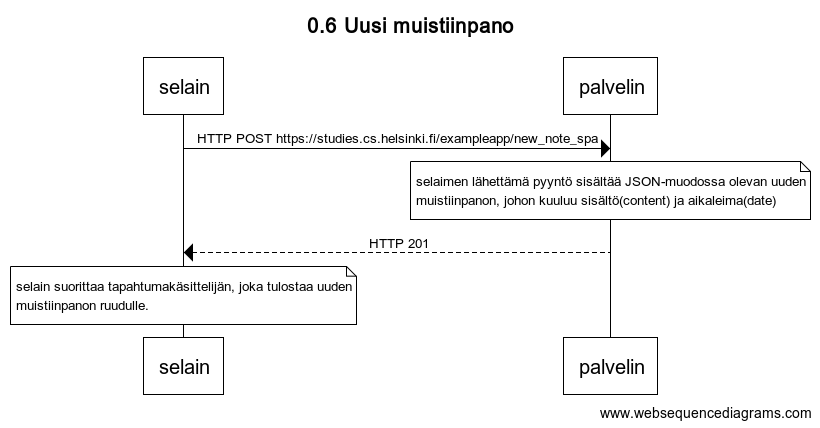 0.6 Uusi muistiinpano
selain
palvelin
HTTP POST https://studies.cs.helsinki.fi/exampleapp/new_note_spa
selaimen lähettämä pyyntö sisältää JSON-muodossa olevan uuden
muistiinpanon, johon kuuluu sisältö(content) ja aikaleima(date)
HTTP 201
selain suorittaa tapahtumakäsittelijän, joka tulostaa uuden
muistiinpanon ruudulle.
selain
palvelin
www.websequencediagrams.com